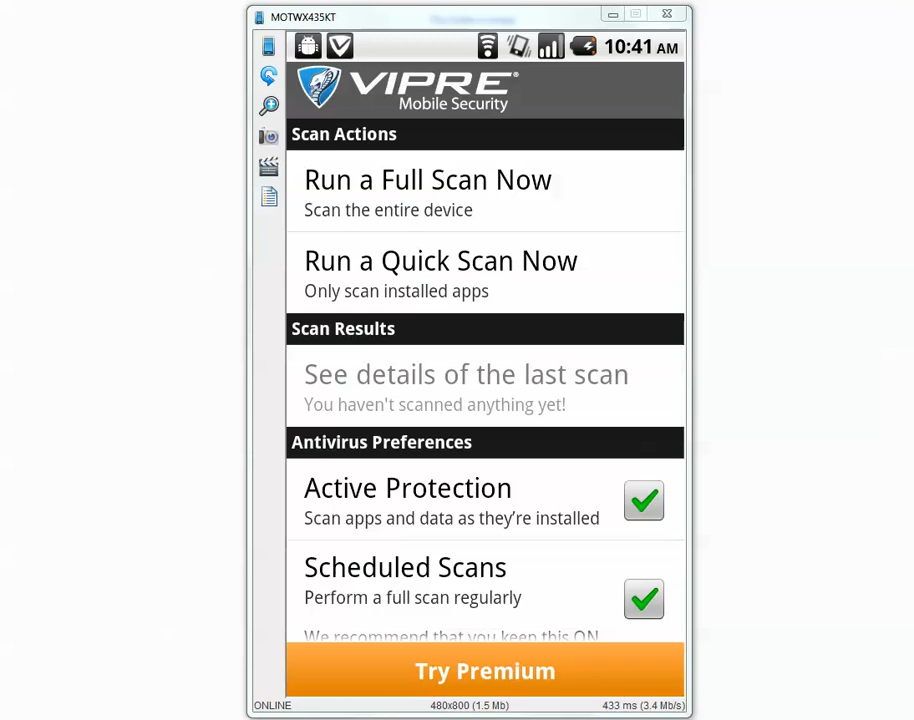 MOTWX435KT
10:41 AM
VIPRE®
Mobile Security
Scan Actions
Run a Full Scan Now
Scan the entire device
Run a Quick Scan Now
Only scan installed apps
Scan Results
See details of the last scan
You haven't scanned anything yet!
Antivirus Preferences
Active Protection
Scan apps and data as they’re installed
Scheduled Scans
Perform a full scan regularly
We recommend that you keep this ON
Try Premium
ONLINE 480x800 (1.5 Mb) 433 ms (3.4 Mb/s)